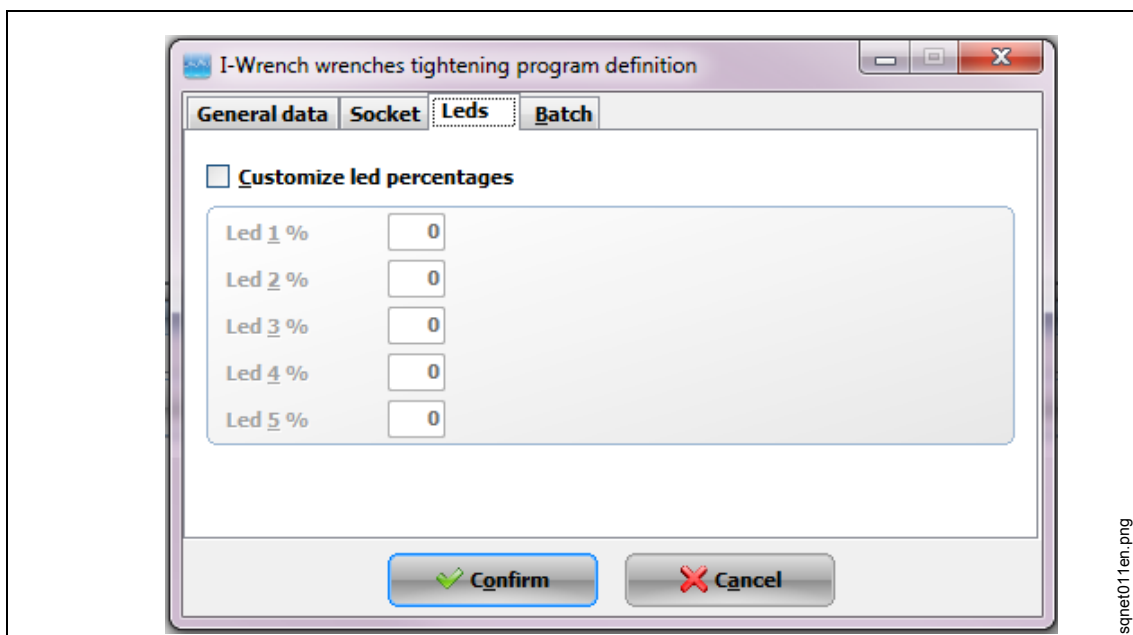 I-Wrench wrenches tightening program definition
General data Socket Leds Batch
Customize led percentages
Led 1 % 0
Led 2 % 0
Led 3 % 0
Led 4 % 0
Led 5 % 0
Confirm Cancel
sqnet011en.png